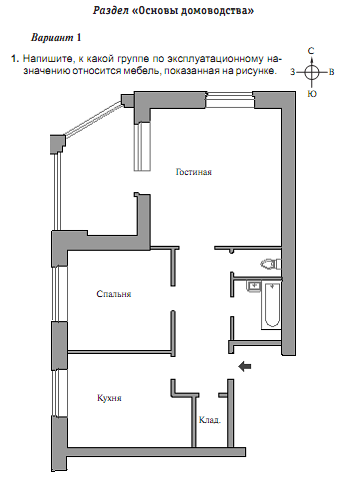 Раздел «Основы домоводства»
Вариант 1
1. Напишите, к какой группе по эксплуатационному на-
значению относится мебель, показанная на рисунке.
С
З В
Ю
Гостиная
Спальня
Кухня
Клад.